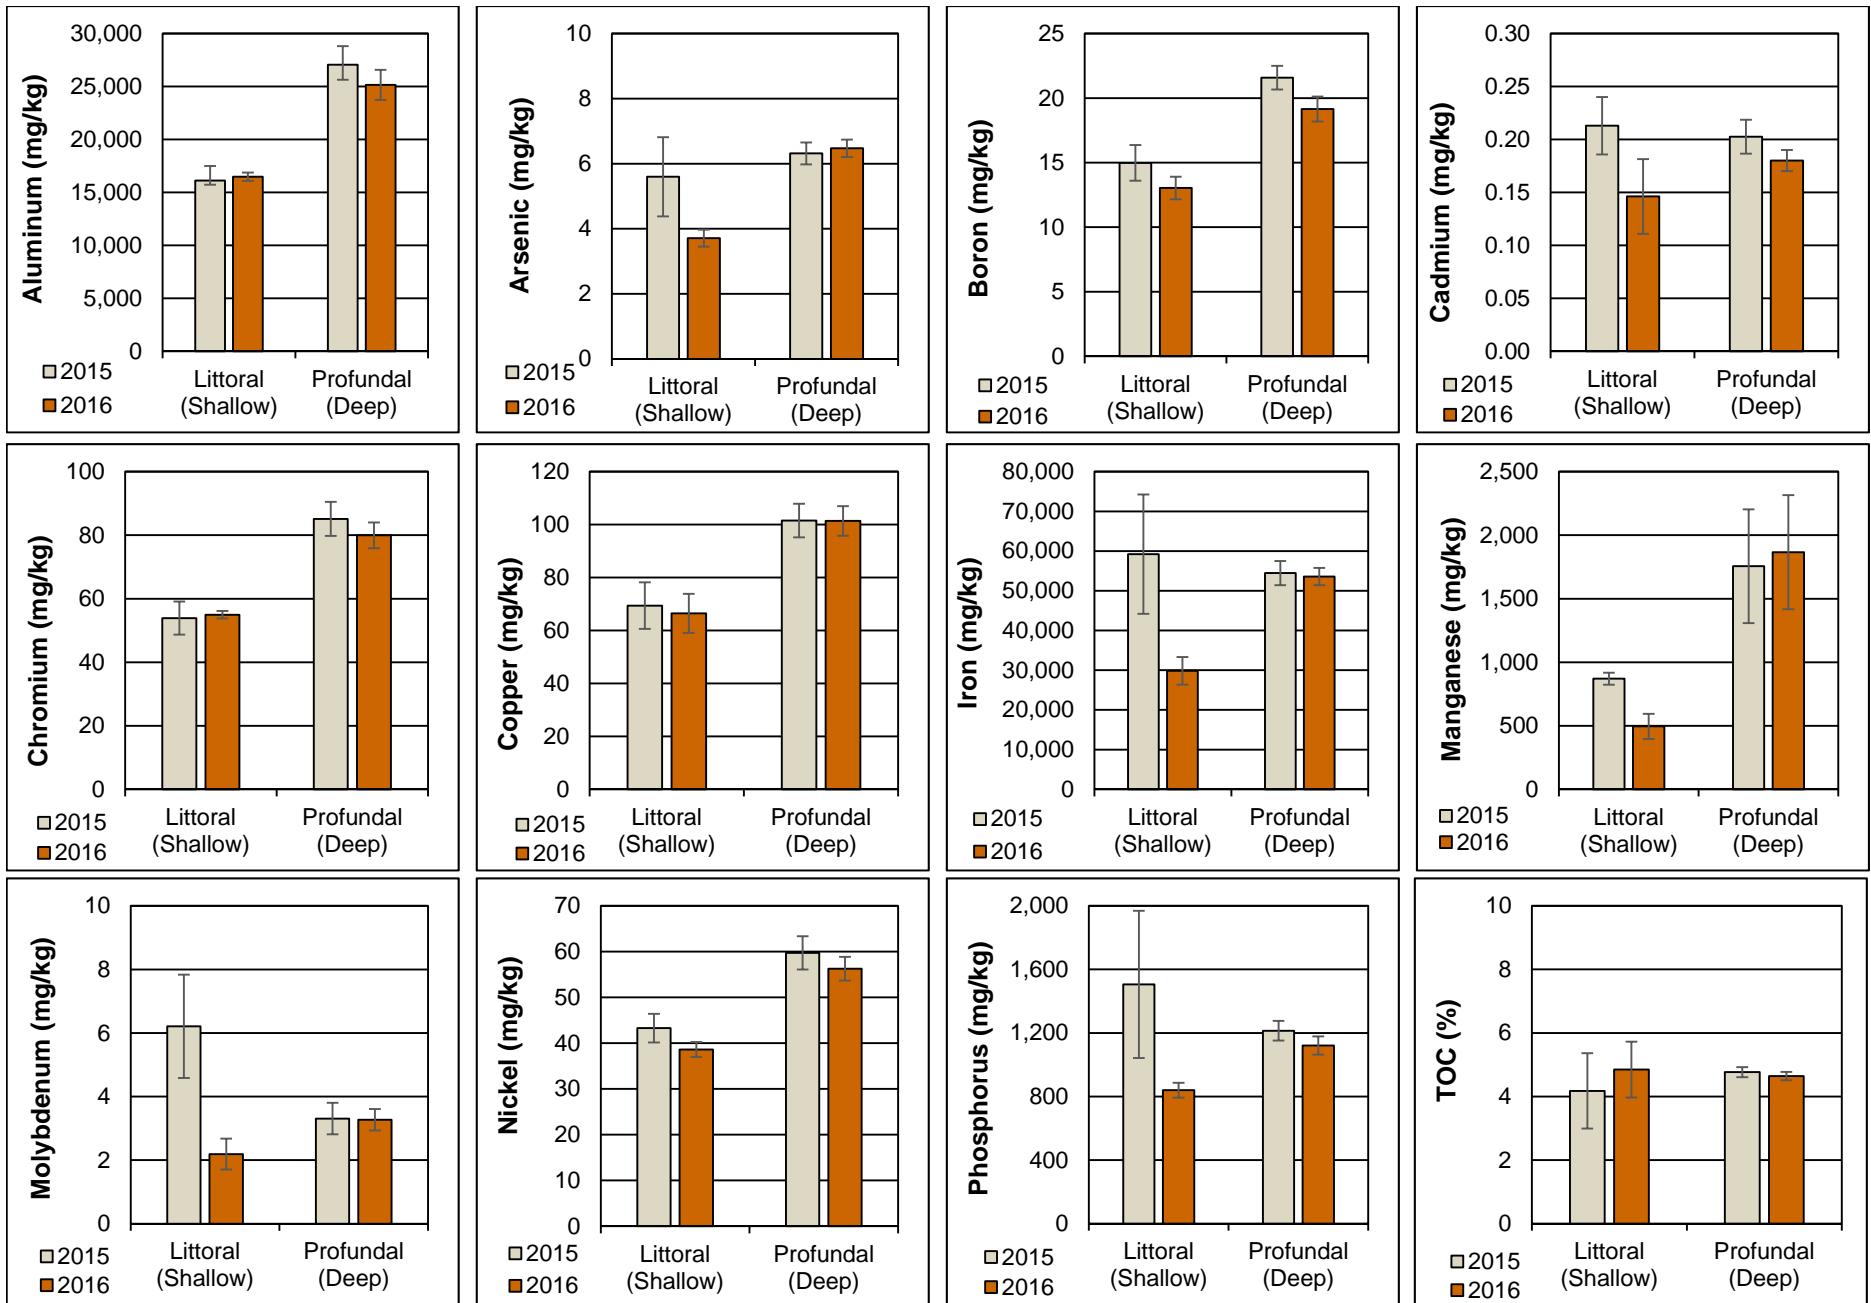 Aluminum (mg/kg)
30,000
25,000
20,000
15,000
10,000
5,000
0
2015
2016
Littoral
(Shallow)
Profundal
(Deep)
Arsenic (mg/kg)
10
8
6
4
2
0
2015
2016
Littoral
(Shallow)
Profundal
(Deep)
Boron (mg/kg)
25
20
15
10
5
0
2015
2016
Littoral
(Shallow)
Profundal
(Deep)
Cadmium (mg/kg)
0.30
0.25
0.20
0.15
0.10
0.05
0.00
2015
2016
Littoral
(Shallow)
Profundal
(Deep)
Chromium (mg/kg)
100
80
60
40
20
0
2015
2016
Littoral
(Shallow)
Profundal
(Deep)
Copper (mg/kg)
120
100
80
60
40
20
0
2015
2016
Littoral
(Shallow)
Profundal
(Deep)
Iron (mg/kg)
80,000
70,000
60,000
50,000
40,000
30,000
20,000
10,000
0
2015
2016
Littoral
(Shallow)
Profundal
(Deep)
Manganese (mg/kg)
2,500
2,000
1,500
1,000
500
0
2015
2016
Littoral
(Shallow)
Profundal
(Deep)
Molybdenum (mg/kg)
10
8
6
4
2
0
2015
2016
Littoral
(Shallow)
Profundal
(Deep)
Nickel (mg/kg)
70
60
50
40
30
20
10
0
2015
2016
Littoral
(Shallow)
Profundal
(Deep)
Phosphorus (mg/kg)
2,000
1,600
1,200
800
400
0
2015
2016
Littoral
(Shallow)
Profundal
(Deep)
TOC (%)
10
8
6
4
2
0
2015
2016
Littoral
(Shallow)
Profundal
(Deep)